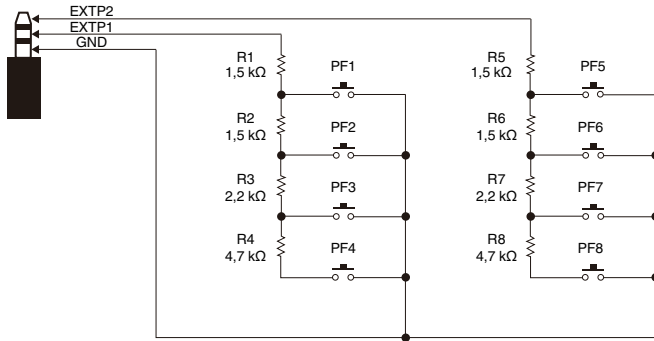 EXTP2
EXTP1
GND
R1
1,5 kΩ
PF1
R2
1,5 kΩ
PF2
R3
2,2 kΩ
PF3
R4
4,7 kΩ
PF4
R5
1,5 kΩ
PF5
R6
1,5 kΩ
PF6
R7
2,2 kΩ
PF7
R8
4,7 kΩ
PF8